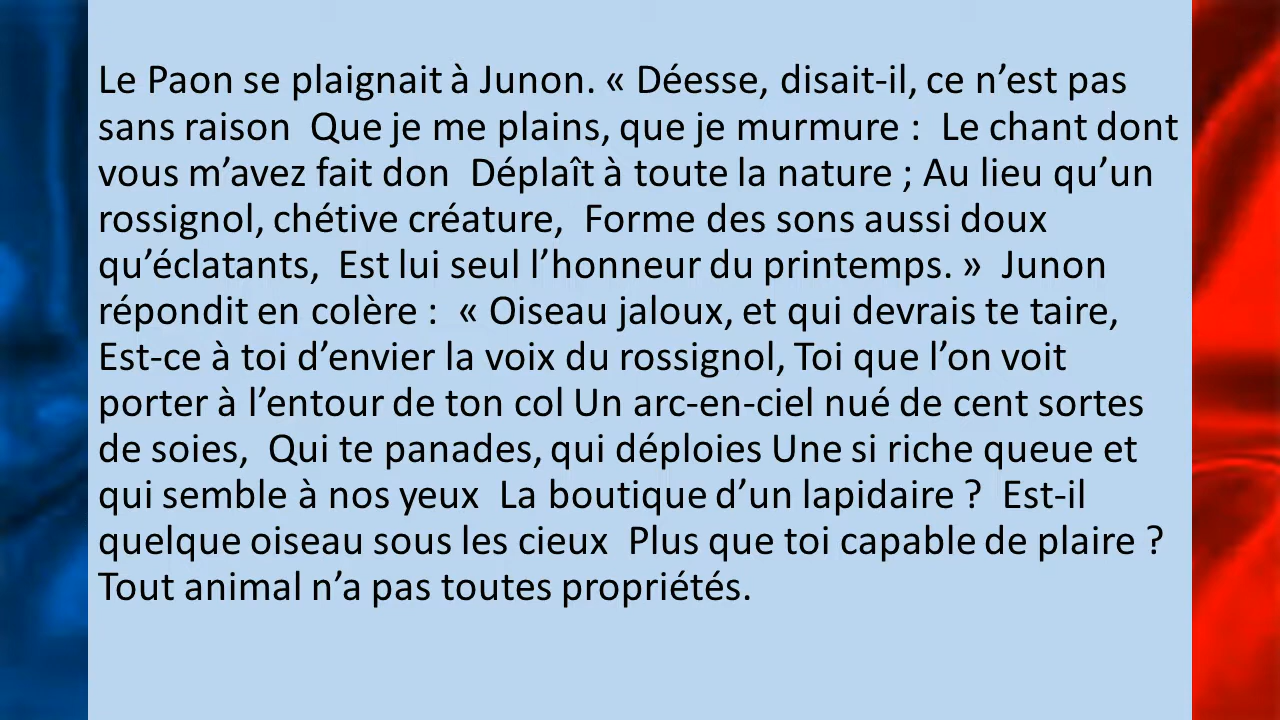 Le Paon se plaignait à Junon. « Déesse, disait-il, ce n’est pas
sans raison  Que je me plains, que je murmure :  Le chant dont
vous m’avez fait don  Déplaît à toute la nature ; Au lieu qu’un
rossignol, chétive créature,  Forme des sons aussi doux
qu’éclatants,  Est lui seul l’honneur du printemps. »  Junon
répondit en colère :  « Oiseau jaloux, et qui devrais te taire,
Est-ce à toi d’envier la voix du rossignol, Toi que l’on voit
porter à l’entour de ton col Un arc-en-ciel nué de cent sortes
de soies,  Qui te panades, qui déploies Une si riche queue et
qui semble à nos yeux  La boutique d’un lapidaire ?  Est-il
quelque oiseau sous les cieux  Plus que toi capable de plaire ?
Tout animal n’a pas toutes propriétés.